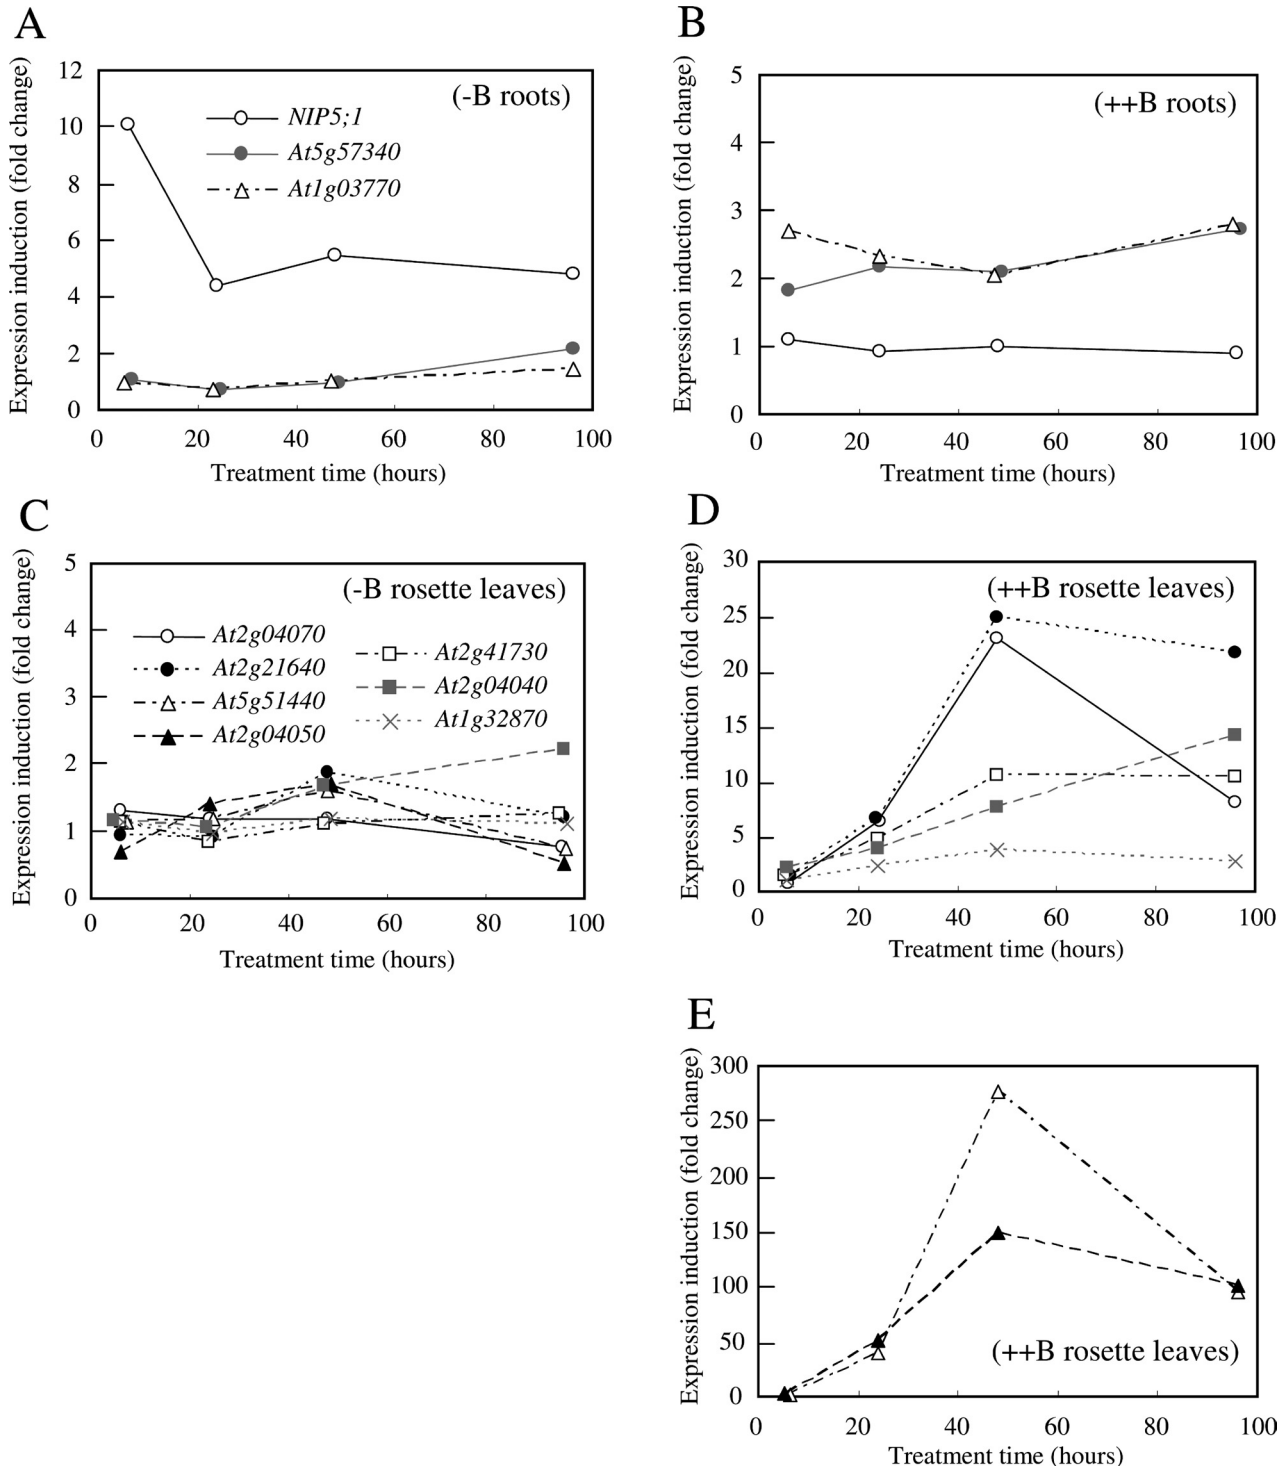 A
Expression induction (fold change)
12
10
8
6
4
2
0
(-B roots)
NIP5;1
At5g57340
At1g03770
0 20 40 60 80 100
Treatment time (hours)
B
Expression induction (fold change)
5
4
3
2
1
0
(++B roots)
0 20 40 60 80 100
Treatment time (hours)
C
Expression induction (fold change)
5
4
3
2
1
0
(-B rosette leaves)
At2g04070
At2g21640
At5g51440
At2g04050
At2g41730
At2g04040
At1g32870
0 20 40 60 80 100
Treatment time (hours)
D
Expression induction (fold change)
30
25
20
15
10
5
0
(++B rosette leaves)
0 20 40 60 80 100
Treatment time (hours)
E
Expression induction (fold change)
300
250
200
150
100
50
0
(++B rosette leaves)
0 20 40 60 80 100
Treatment time (hours)